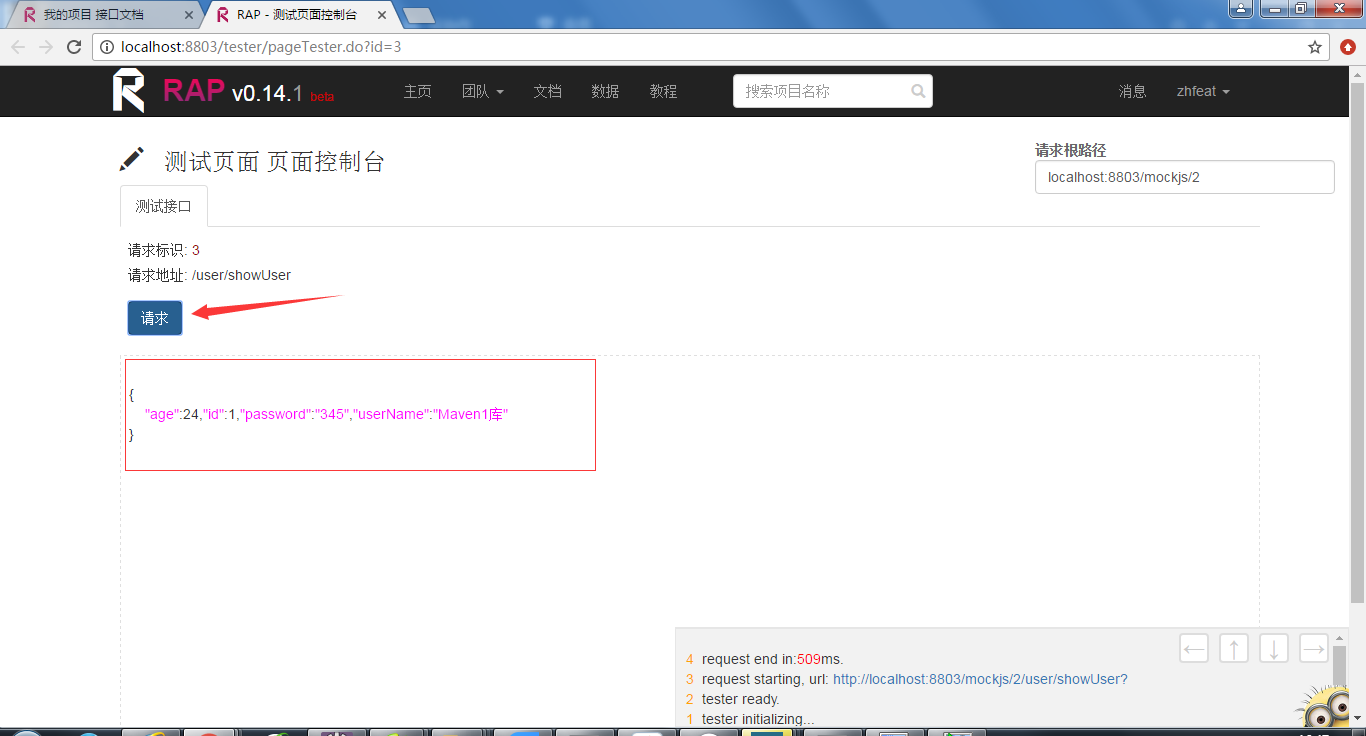 我的项目 接口文档
RAP - 测试页面控制台
localhost:8803/tester/pageTester.do?id=3
RAP v0.14.1 beta 主页 团队 文档 数据 教程 搜索项目名称 消息 zhfeat
测试页面 页面控制台
请求根路径
localhost:8803/mockjs/2
测试接口
请求标识: 3
请求地址: /user/showUser
请求
{
"age":24,"id":1,"password":"345","userName":"Maven1库"
}
4 request end in:509ms.
3 request starting, url: http://localhost:8803/mockjs/2/user/showUser?
2 tester ready.
1 tester initializing...